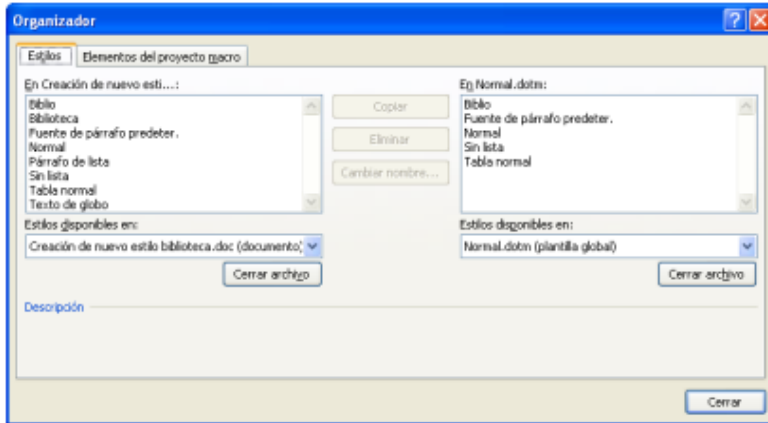 Organizador
Estilos
Elementos del proyecto macro
En Creación de nuevo esti...:
Biblio
Biblioteca
Fuente de párrafo predeter.
Normal
Párrafo de lista
Sin lista
Tabla normal
Texto de globo
Copiar
Eliminar
Cambiar nombre...
En Normal.dotm:
Biblio
Fuente de párrafo predeter.
Normal
Sin lista
Tabla normal
Estilos disponibles en:
Creación de nuevo estilo biblioteca.doc (documento)
Cerrar archivo
Estilos disponibles en:
Normal.dotm (plantilla global)
Cerrar archivo
Descripción
Cerrar